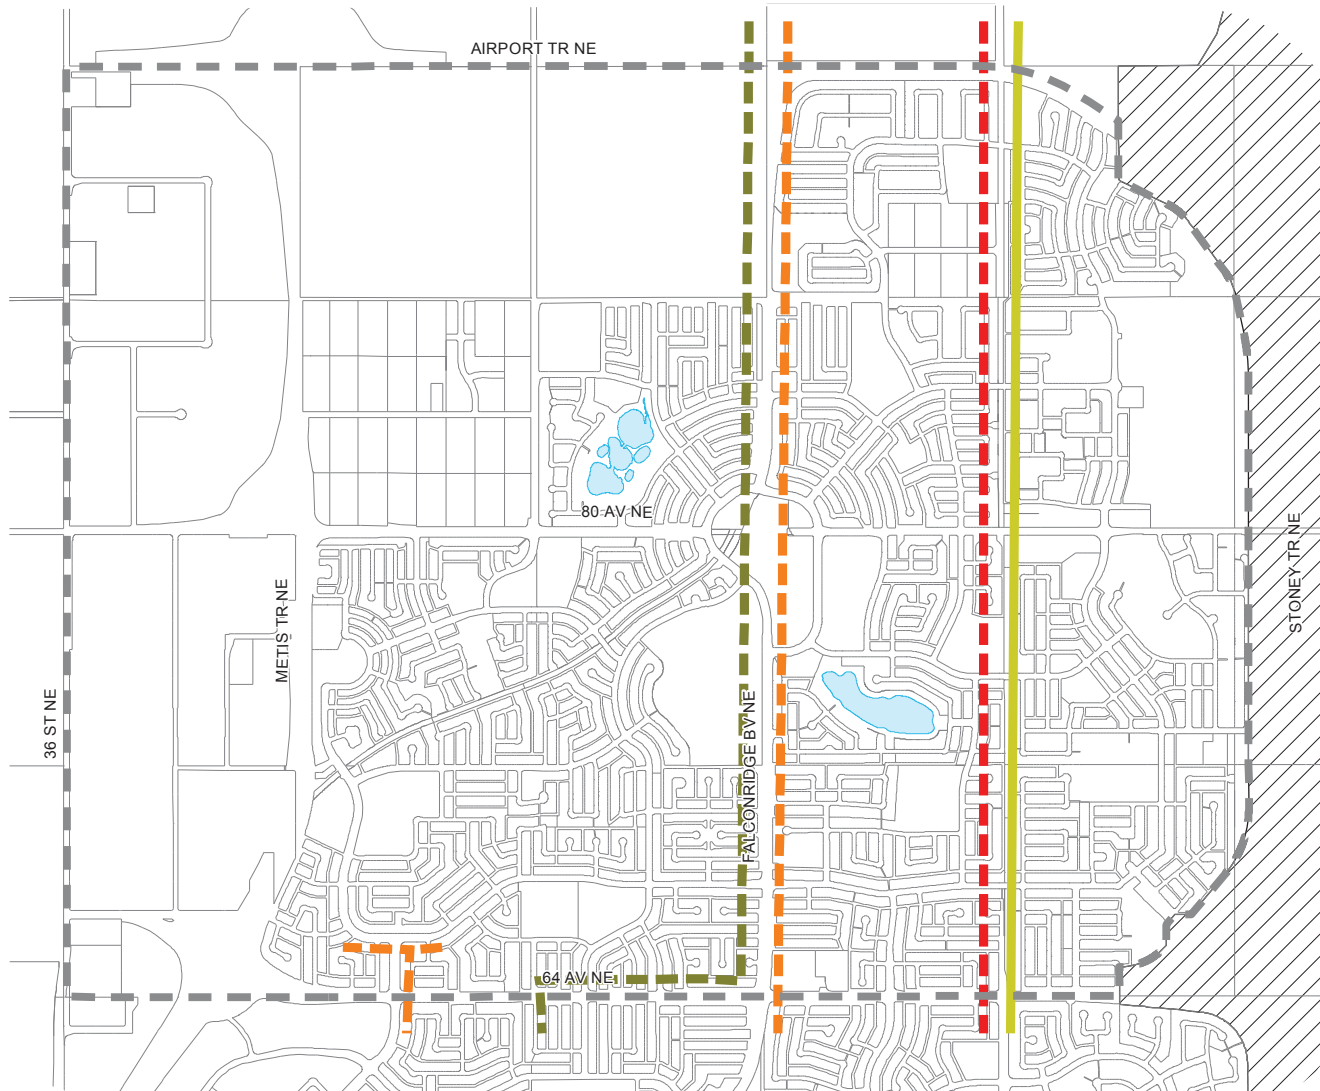 AIRPORT TR NE
80 AV NE
STONEY TR NE
METIS TR NE
36 ST NE
FALCONRIDGE BV NE
64 AV NE